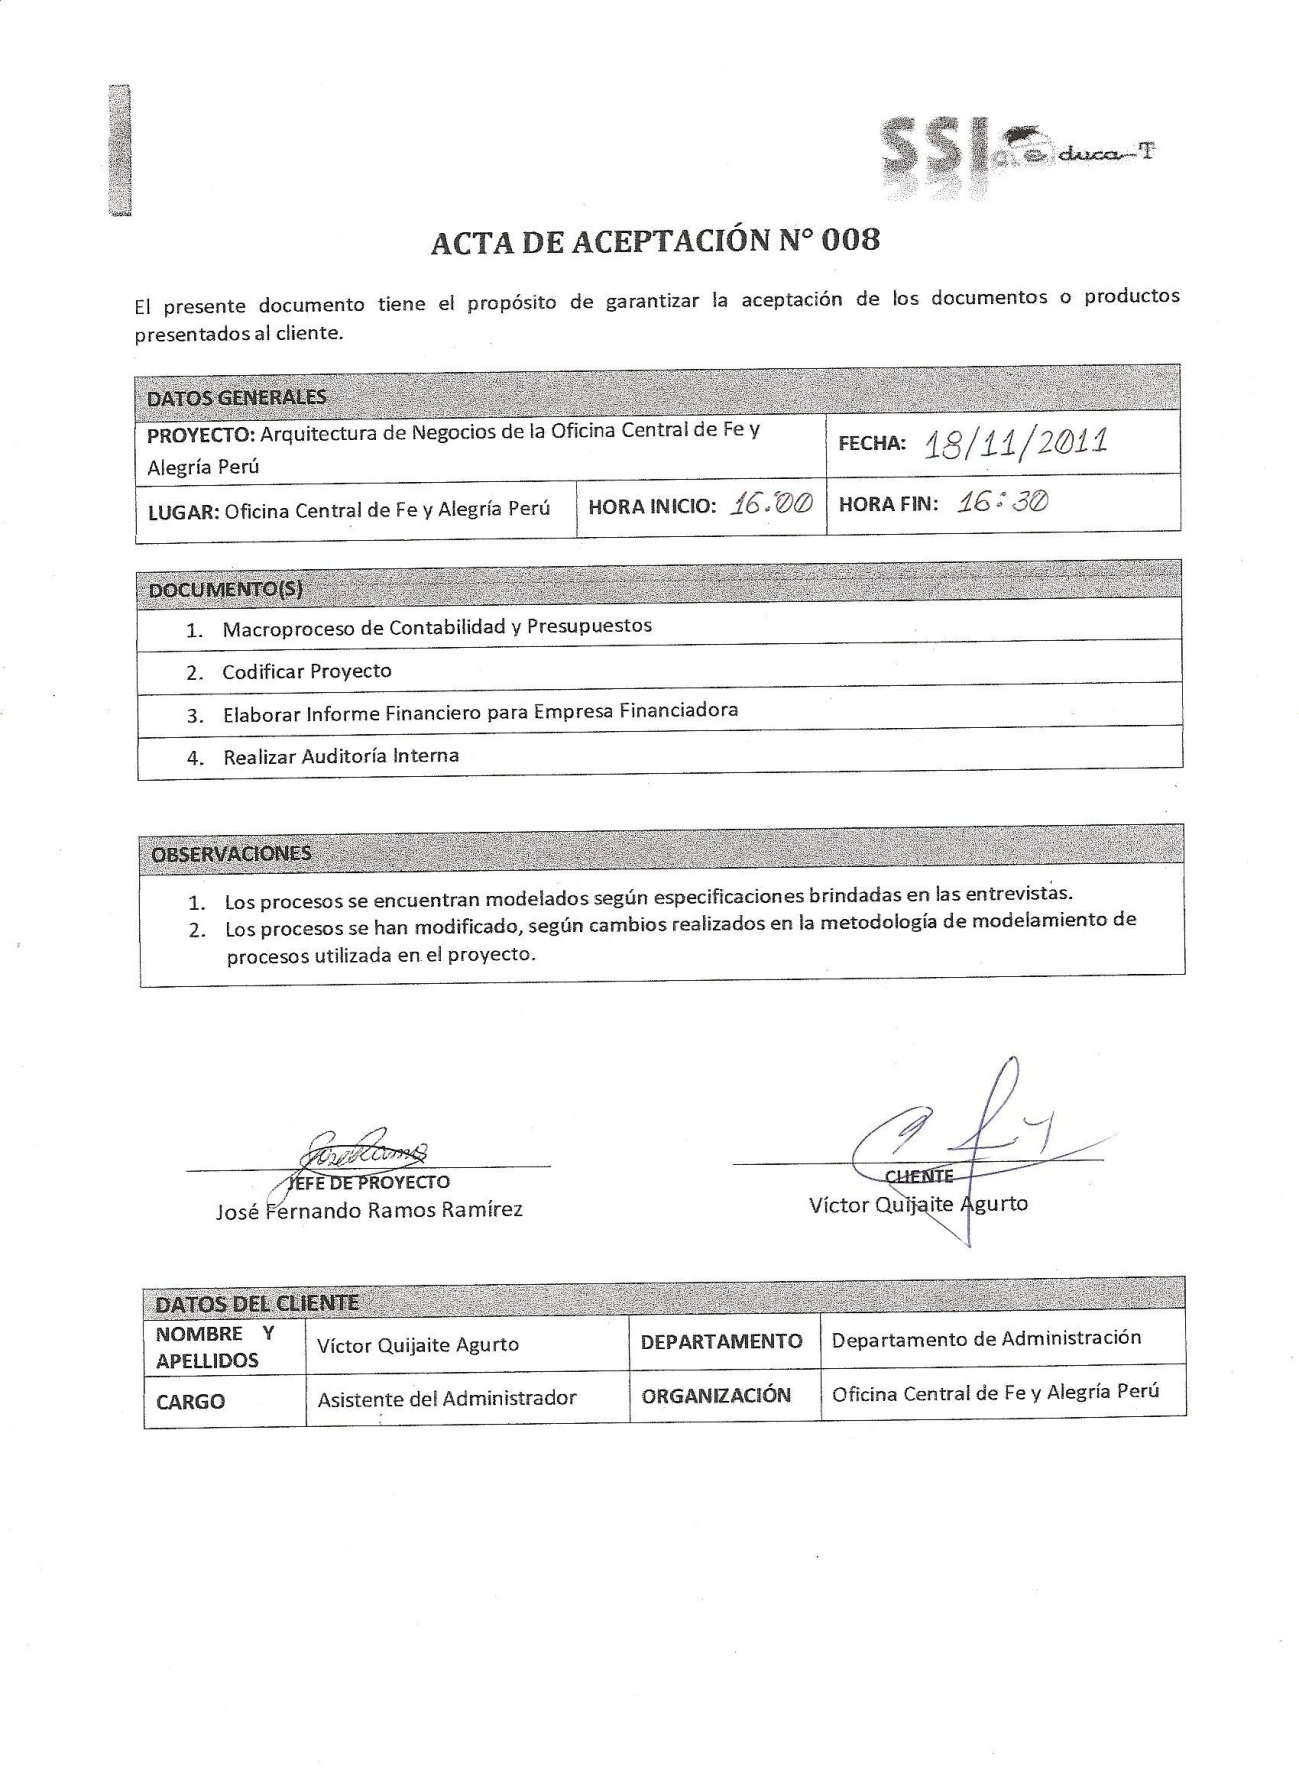 SSI educa-T
ACTA DE ACEPTACIÓN N° 008
El presente documento tiene el propósito de garantizar la aceptación de los documentos o productos
presentados al cliente.
DATOS GENERALES
PROYECTO: Arquitectura de Negocios de la Oficina Central de Fe y
Alegría Perú
FECHA: 18/11/2011
LUGAR: Oficina Central de Fe y Alegría Perú
HORA INICIO: 16:00
HORA FIN: 16:30
DOCUMENTO(S)
1. Macroproceso de Contabilidad y Presupuestos
2. Codificar Proyecto
3. Elaborar Informe Financiero para Empresa Financiadora
4. Realizar Auditoría Interna
OBSERVACIONES
1. Los procesos se encuentran modelados según especificaciones brindadas en las entrevistas.
2. Los procesos se han modificado, según cambios realizados en la metodología de modelamiento de
procesos utilizada en el proyecto.
JEFE DE PROYECTO
José Fernando Ramos Ramírez
CLIENTE
Víctor Quijaite Agurto
DATOS DEL CLIENTE
NOMBRE Y
APELLIDOS
Víctor Quijaite Agurto
DEPARTAMENTO
Departamento de Administración
CARGO
Asistente del Administrador
ORGANIZACIÓN
Oficina Central de Fe y Alegría Perú